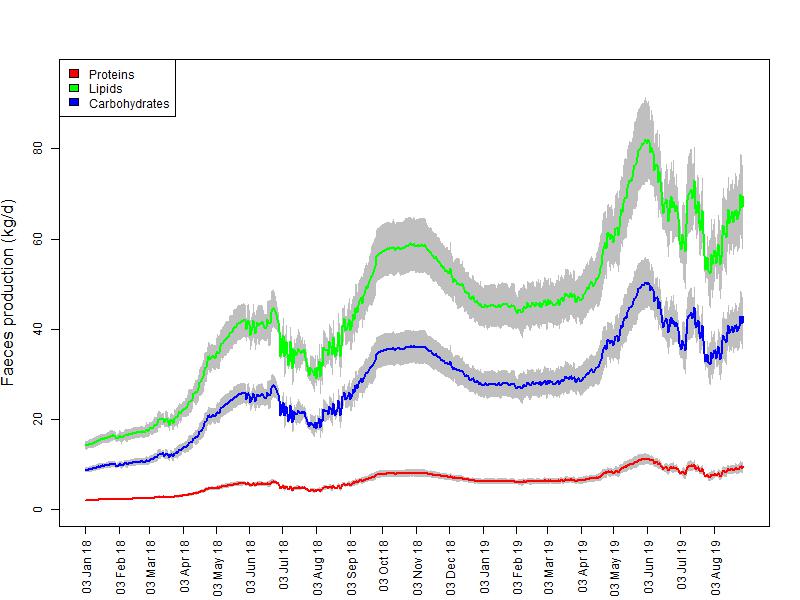 Proteins
Lipids
Carbohydrates
Faeces production (kg/d)
80
60
40
20
0
03 Jan 18
03 Feb 18
03 Mar 18
03 Apr 18
03 May 18
03 Jun 18
03 Jul 18
03 Aug 18
03 Sep 18
03 Oct 18
03 Nov 18
03 Dec 18
03 Jan 19
03 Feb 19
03 Mar 19
03 Apr 19
03 May 19
03 Jun 19
03 Jul 19
03 Aug 19